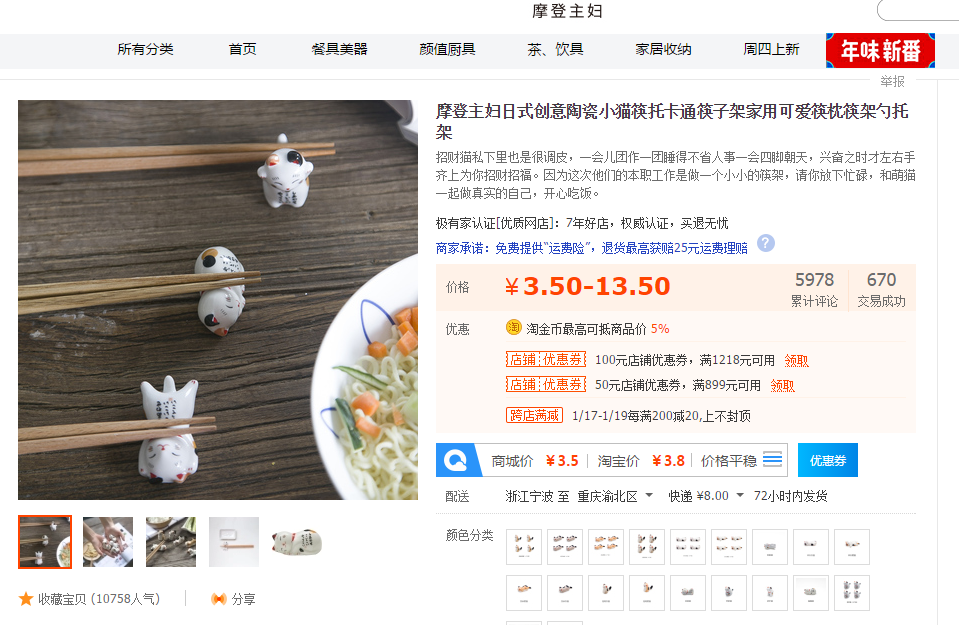 摩登主妇
所有分类 首页 餐具美器 颜值厨具 茶、饮具 家居收纳 周四上新 年味新番
举报
摩登主妇日式创意陶瓷小猫筷托卡通筷子架家用可爱筷枕筷架勺托
架
招财猫私下里也是很调皮，一会儿团作一团睡得不省人事一会四脚朝天，兴奋之时才左右手
齐上为你招财招福。因为这次他们的本职工作是做一个小小的筷架，请你放下忙碌，和萌猫
一起做真实的自己，开心吃饭。
极有家认证[优质网店]：7年好店，权威认证，买退无忧
商家承诺：免费提供“运费险”，退货最高获赔25元运费理赔 ?
价格 ¥3.50-13.50 5978 670
累计评论 交易成功
优惠 淘 淘金币最高可抵商品价 5%
店铺 优惠券 100元店铺优惠券，满1218元可用 领取
店铺 优惠券 50元店铺优惠券，满899元可用 领取
跨店满减 1/17-1/19每满200减20,上不封顶
商城价 ¥3.5 淘宝价 ¥3.8 价格平稳 优惠券
配送 浙江宁波 至 重庆渝北区 快递 ¥8.00 72小时内发货
颜色分类
收藏宝贝 (10758人气) 分享